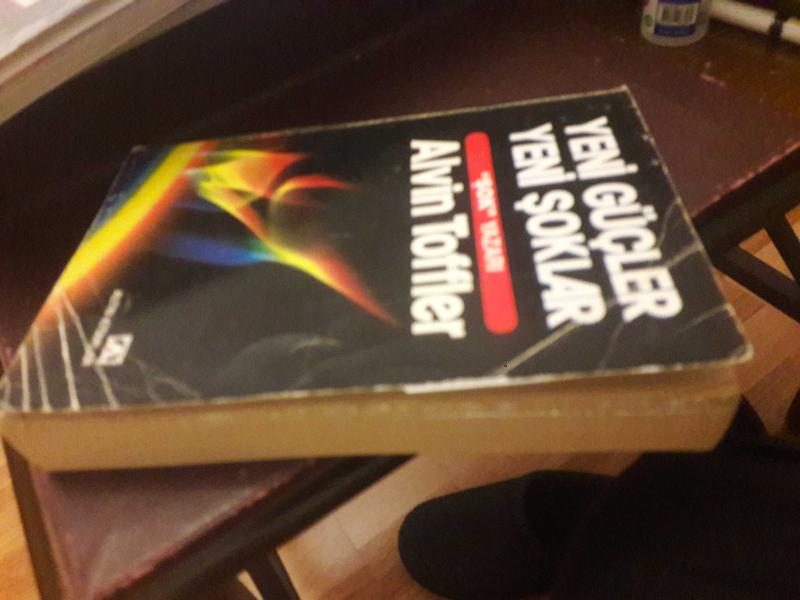 YENİ GÜÇLER
YENİ ŞOKLAR
"ŞOK" YAZARI
Alvin Toffler